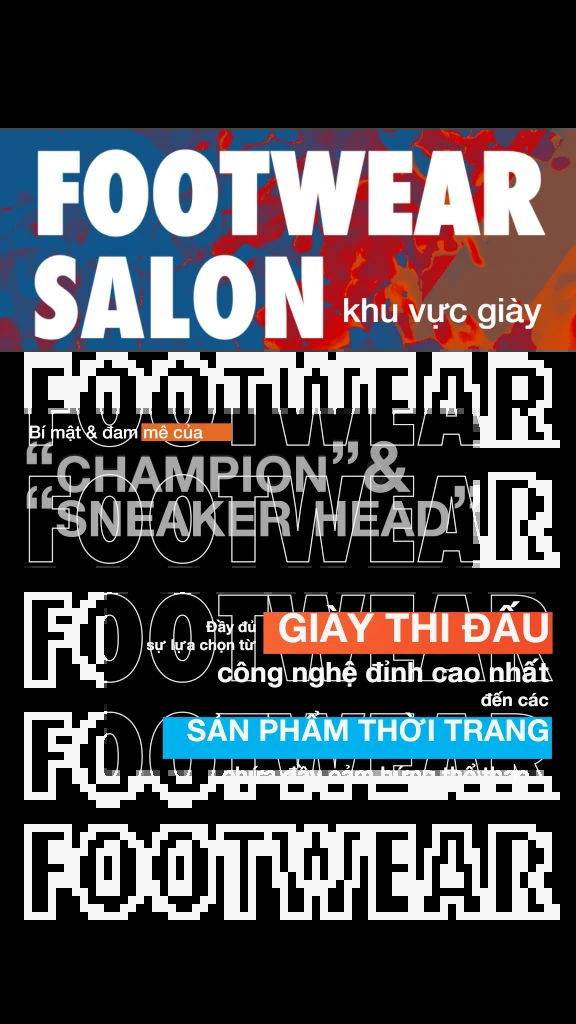 FOOTWEAR
SALON khu vực giày
FOOTWEAR
Bí mật & đam mê của
“CHAMPION” &
“SNEAKER HEAD”
FOOTWEAR
FOOTWEAR
Đầy đủ
sự lựa chọn từ
GIÀY THI ĐẤU
công nghệ đỉnh cao nhất
đến các
SẢN PHẨM THỜI TRANG
FOOTWEAR
FOOTWEAR